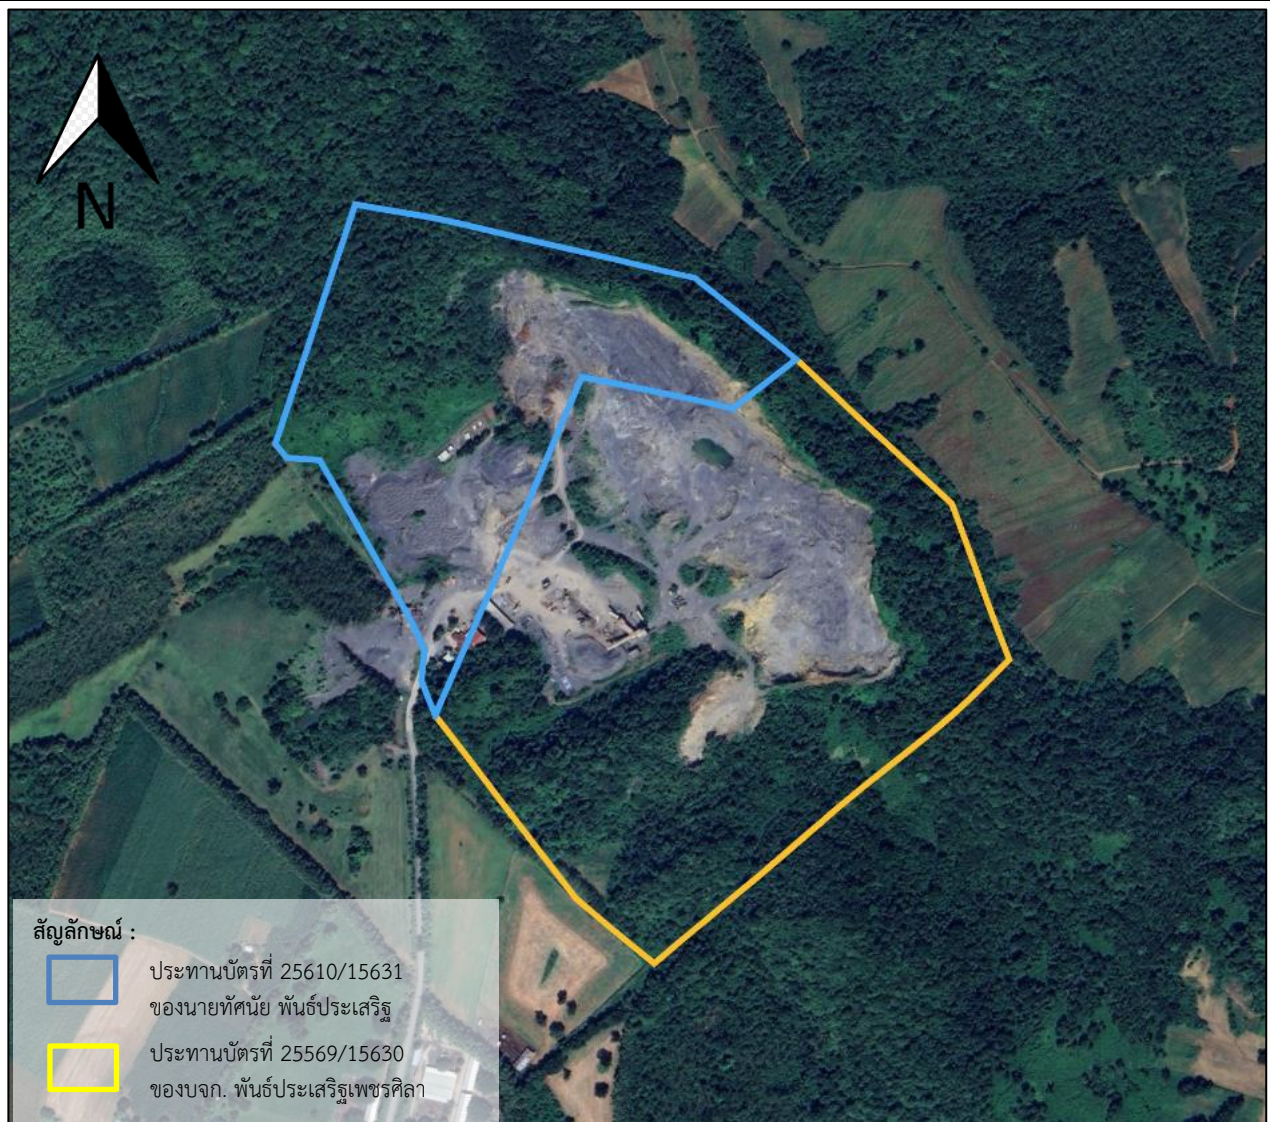 N
สัญลักษณ์ :
ประทานบัตรที่ 25610/15631
ของนายทัศนัย พันธ์ประเสริฐ
ประทานบัตรที่ 25569/15630
ของบจก. พันธ์ประเสริฐเพชรศิลา